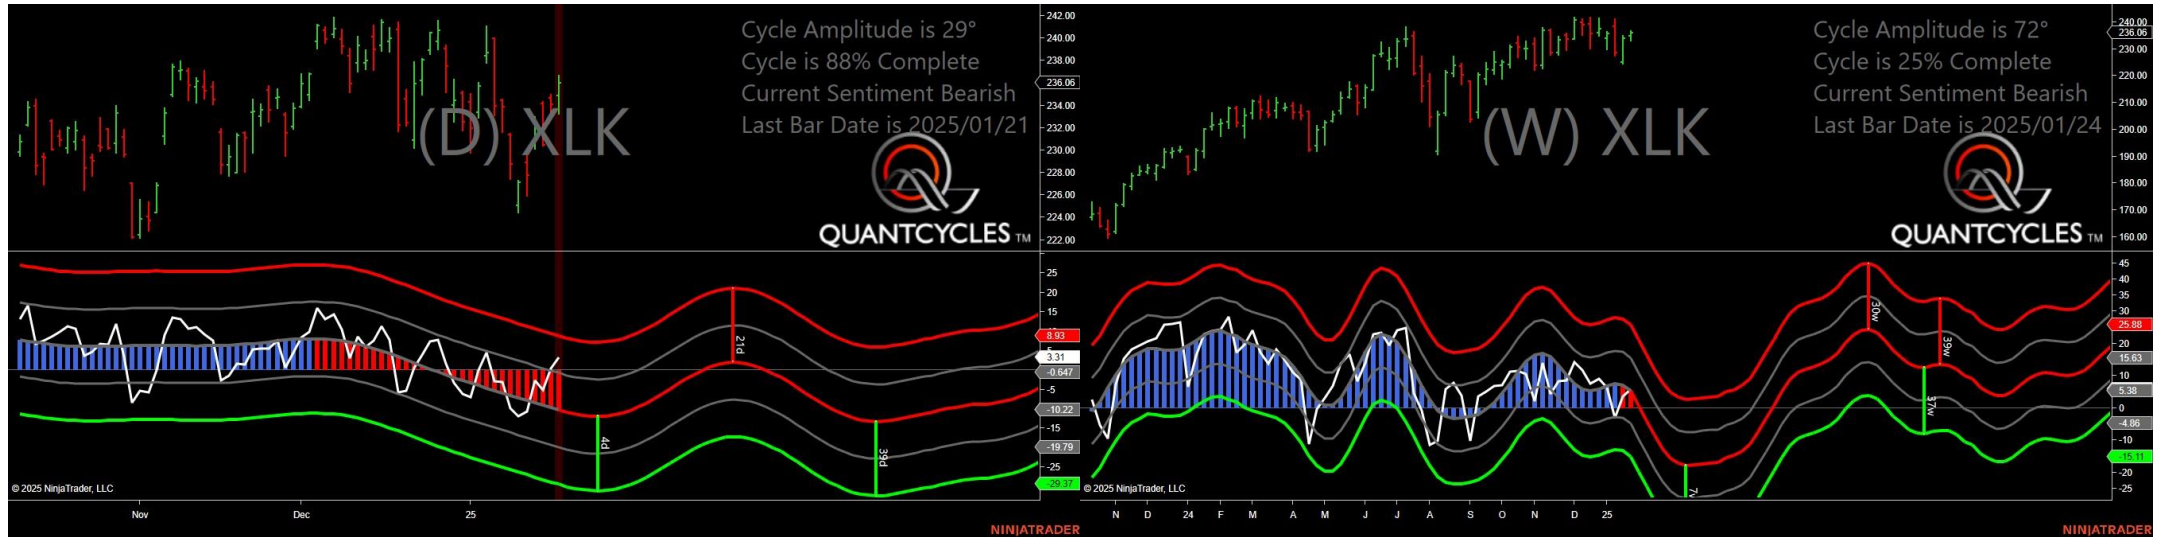 Cycle Amplitude is 29°
Cycle is 88% Complete
Current Sentiment Bearish
Last Bar Date is 2025/01/21
(D) XLK
QUANTCYCLES TM
242.00
240.00
238.00
236.06
234.00
232.00
230.00
228.00
226.00
224.00
222.00
25
20
15
8.93
3.31
-0.647
-5
-10.22
-15
-19.79
-25
-29.37
21d
4d
39d
© 2025 NinjaTrader, LLC
Nov Dec 25
NINJATRADER
Cycle Amplitude is 72°
Cycle is 25% Complete
Current Sentiment Bearish
Last Bar Date is 2025/01/24
(W) XLK
QUANTCYCLES TM
240.00
236.06
230.00
220.00
210.00
200.00
190.00
180.00
170.00
160.00
45
40
35
30
25.88
20
15.63
10
5.38
0
-4.86
-10
-15.11
-20
-25
30w
39w
37w
© 2025 NinjaTrader, LLC
N D 24 F M A M J J A S O N D 25
NINJATRADER